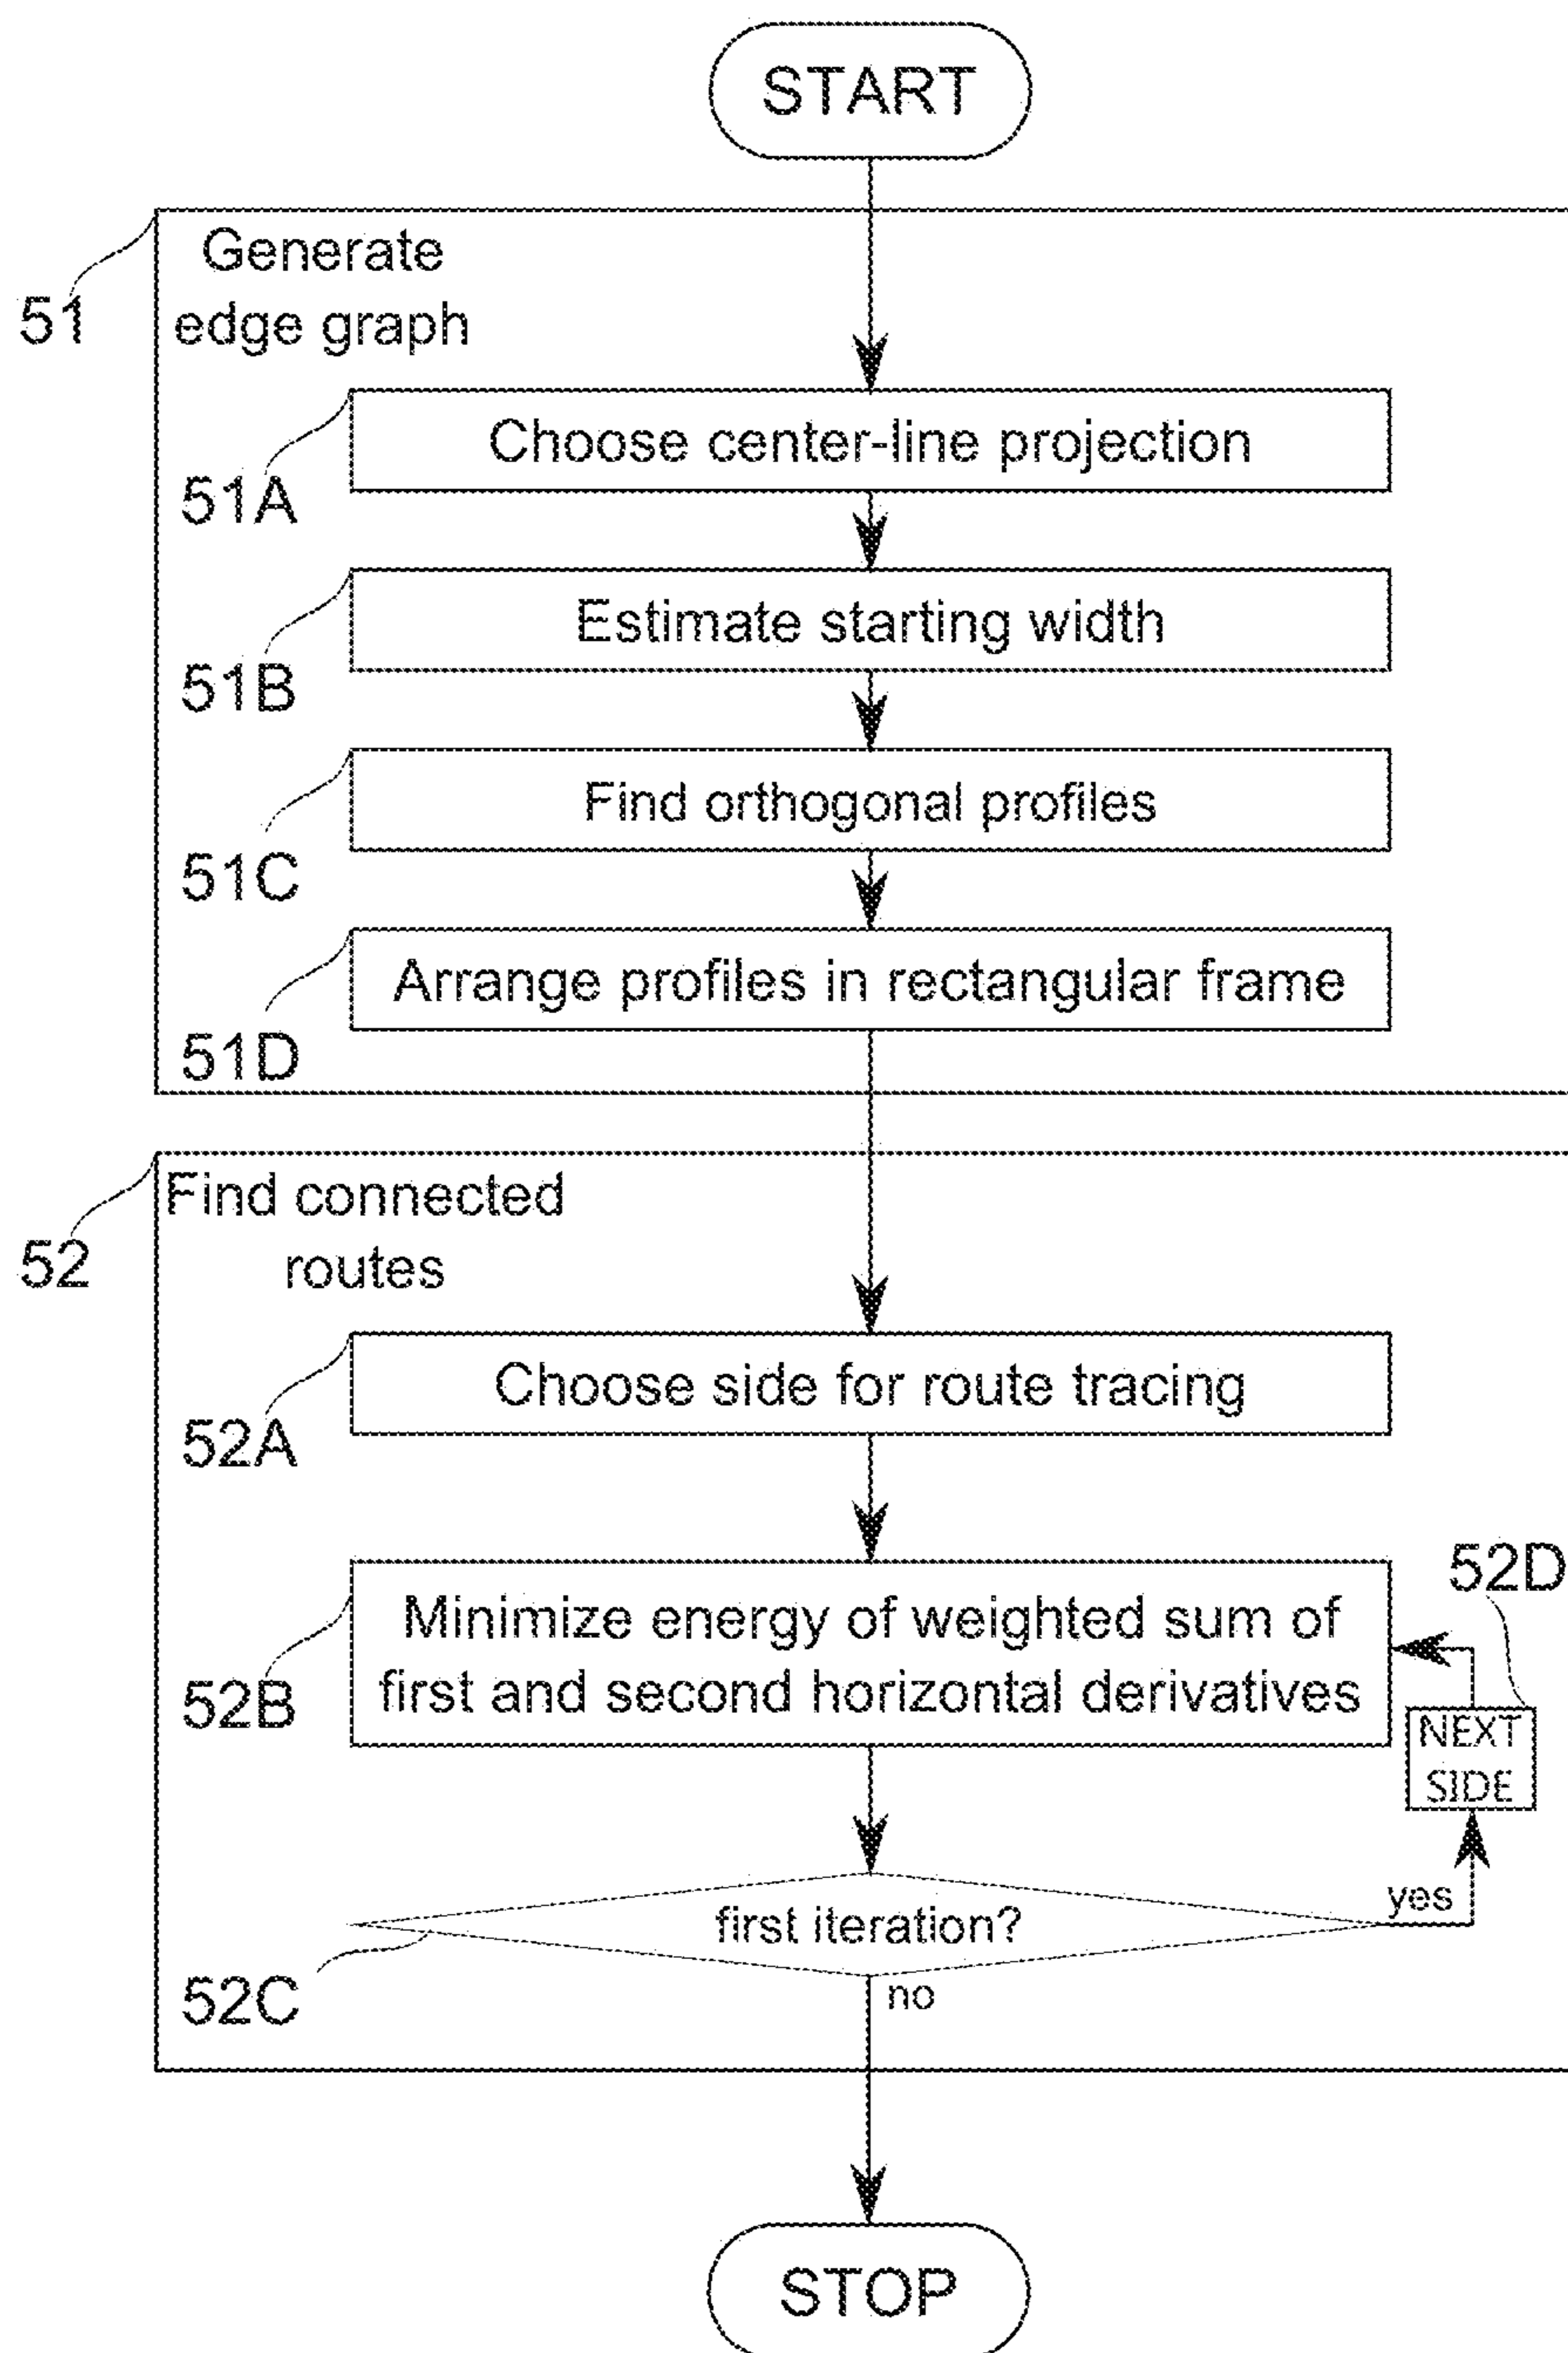 START
Generate
edge graph
51
Choose center-line projection
51A
Estimate starting width
51B
Find orthogonal profiles
51C
Arrange profiles in rectangular frame
51D
Find connected
routes
52
Choose side for route tracing
52A
52D
Minimize energy of weighted sum of
first and second horizontal derivatives
52B
NEXT
SIDE
yes
first iteration?
52C
no
STOP